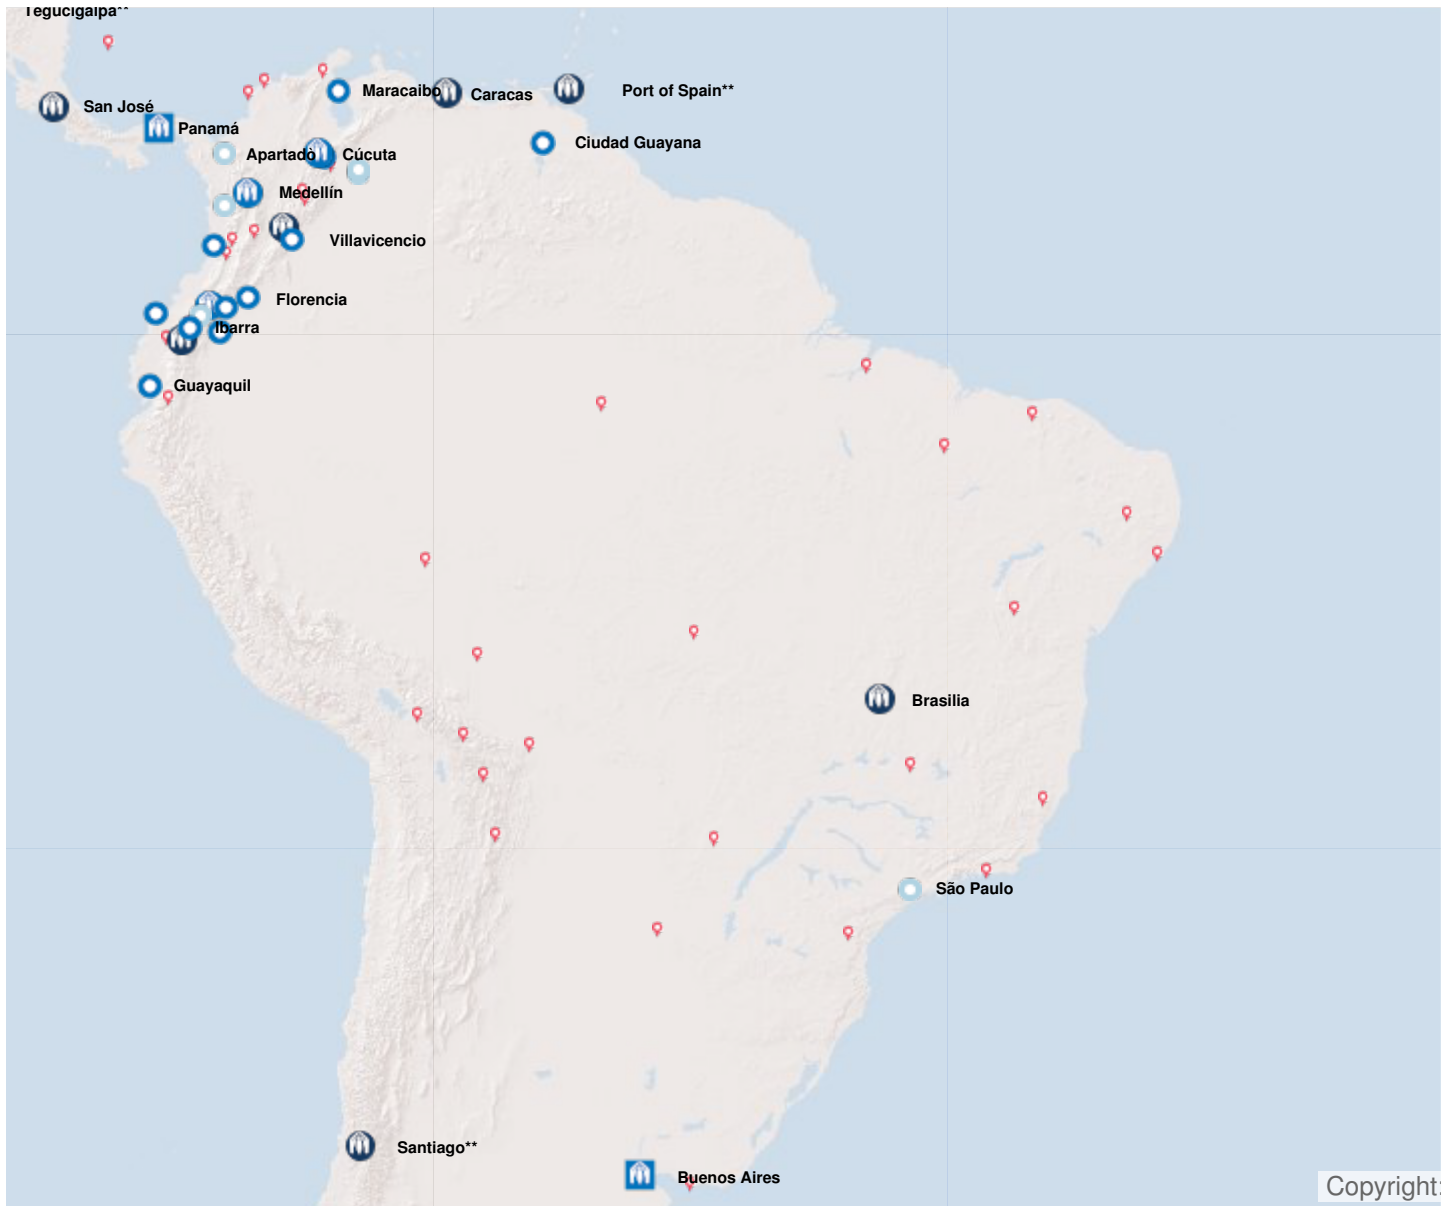 Tegucigalpa**
San José
Panamá
Maracaibo
Caracas
Port of Spain**
Ciudad Guayana
Apartadò
Cúcuta
Medellín
Villavicencio
Florencia
Ibarra
Guayaquil
Brasilia
São Paulo
Santiago**
Buenos Aires
Copyright: